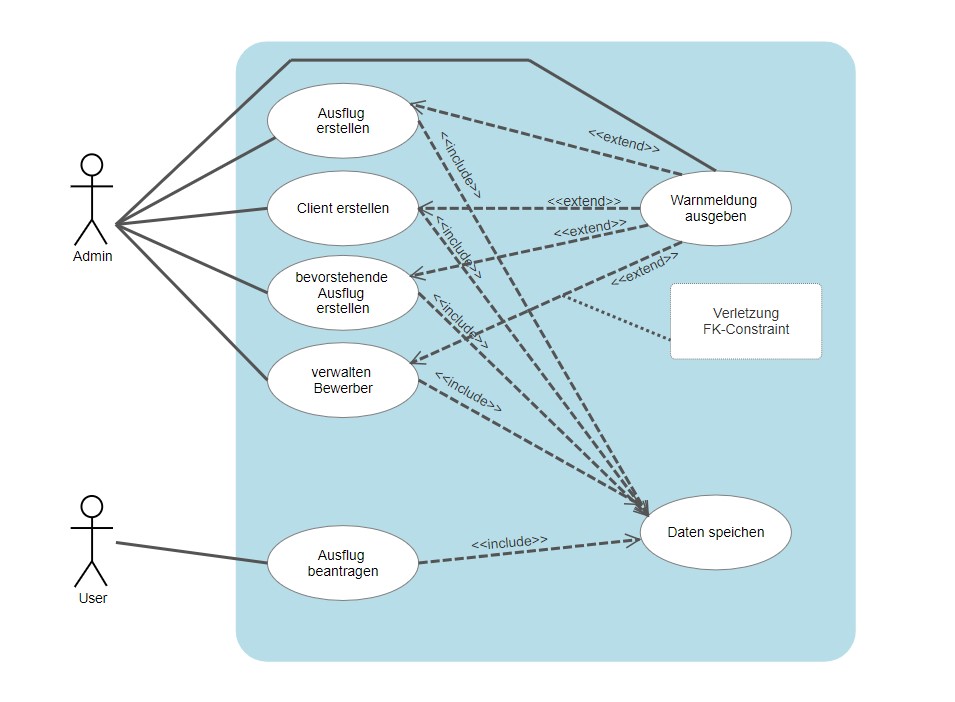 Ausflug
erstellen
<<extend>>
<<include>>
Client erstellen
<<extend>>
Warnmeldung
ausgeben
<<include>>
<<extend>>
Admin
bevorstehende
Ausflug
erstellen
<<extend>>
<<include>>
Verletzung
FK-Constraint
verwalten
Bewerber
<<include>>
Daten speichen
<<include>>
Ausflug
beantragen
User